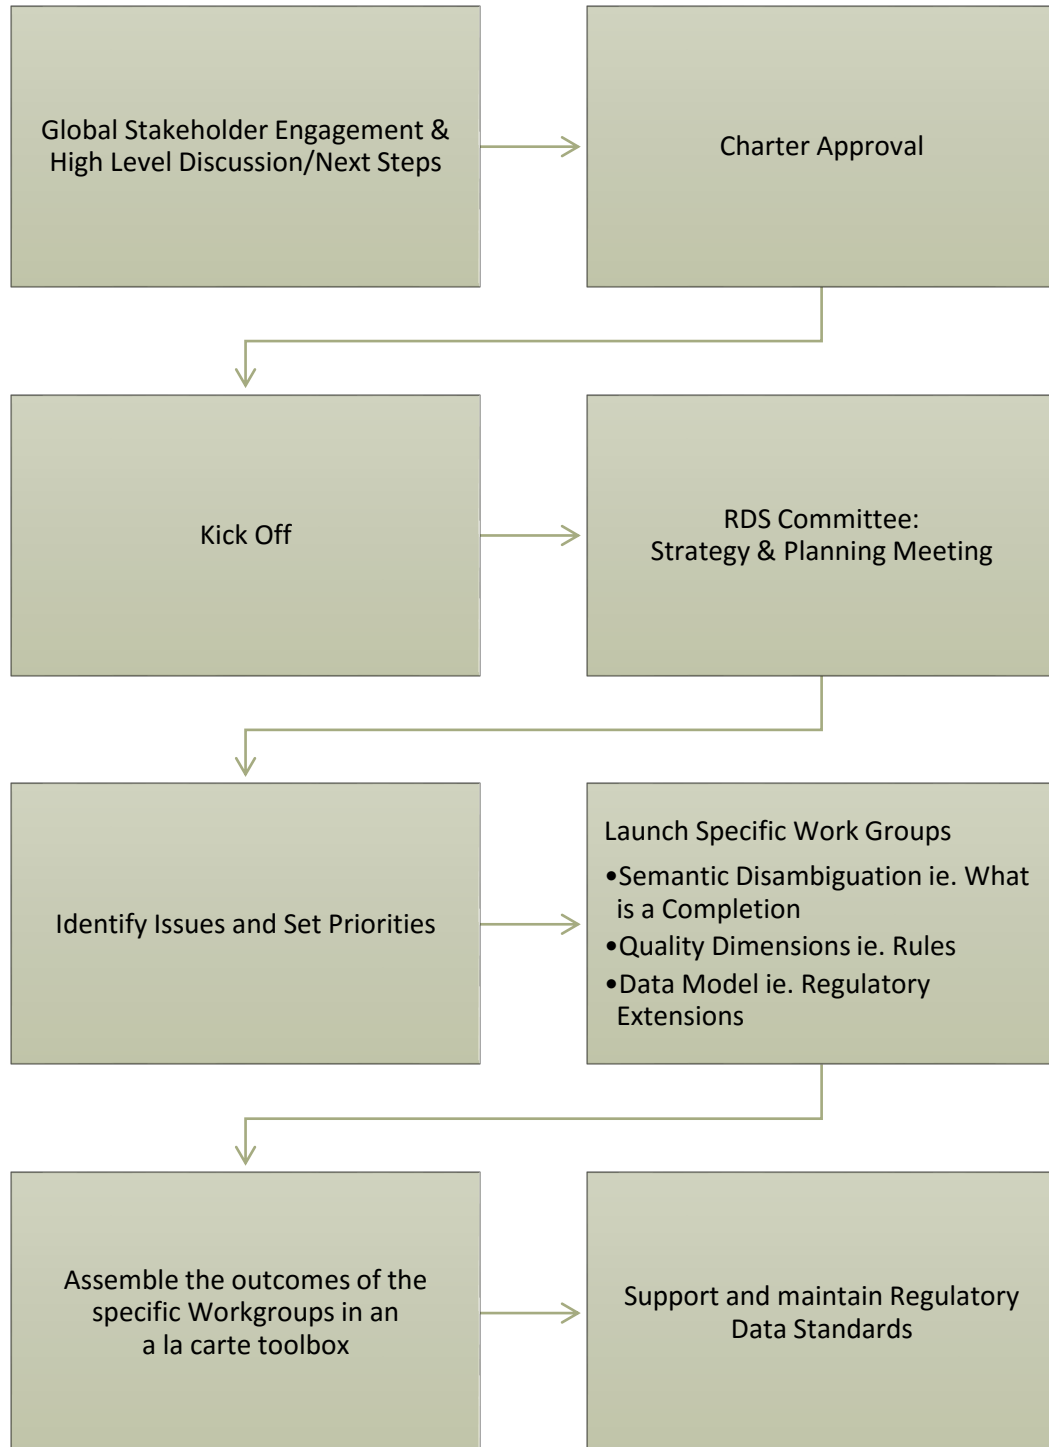 Global Stakeholder Engagement &
High Level Discussion/Next Steps
Charter Approval
Kick Off
RDS Committee:
Strategy & Planning Meeting
Identify Issues and Set Priorities
Launch Specific Work Groups
•Semantic Disambiguation ie. What
is a Completion
•Quality Dimensions ie. Rules
•Data Model ie. Regulatory
Extensions
Assemble the outcomes of the
specific Workgroups in an
a la carte toolbox
Support and maintain Regulatory
Data Standards